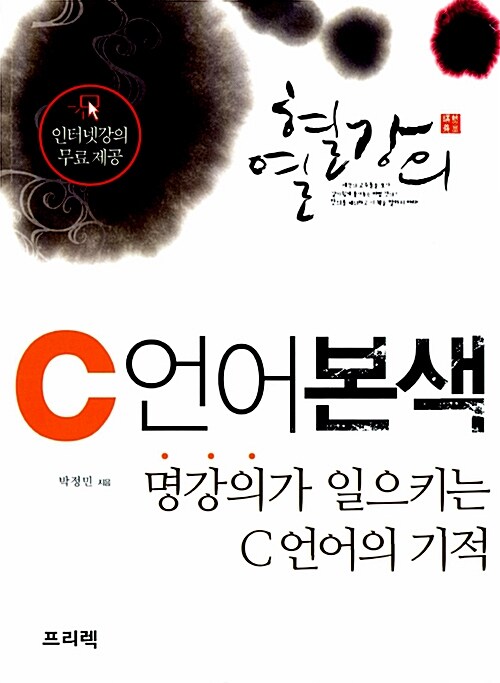 인터넷강의
무료 제공
열혈강의
C언어본색
박정민 지음
명강의가 일으키는
C 언어의 기적
프리렉